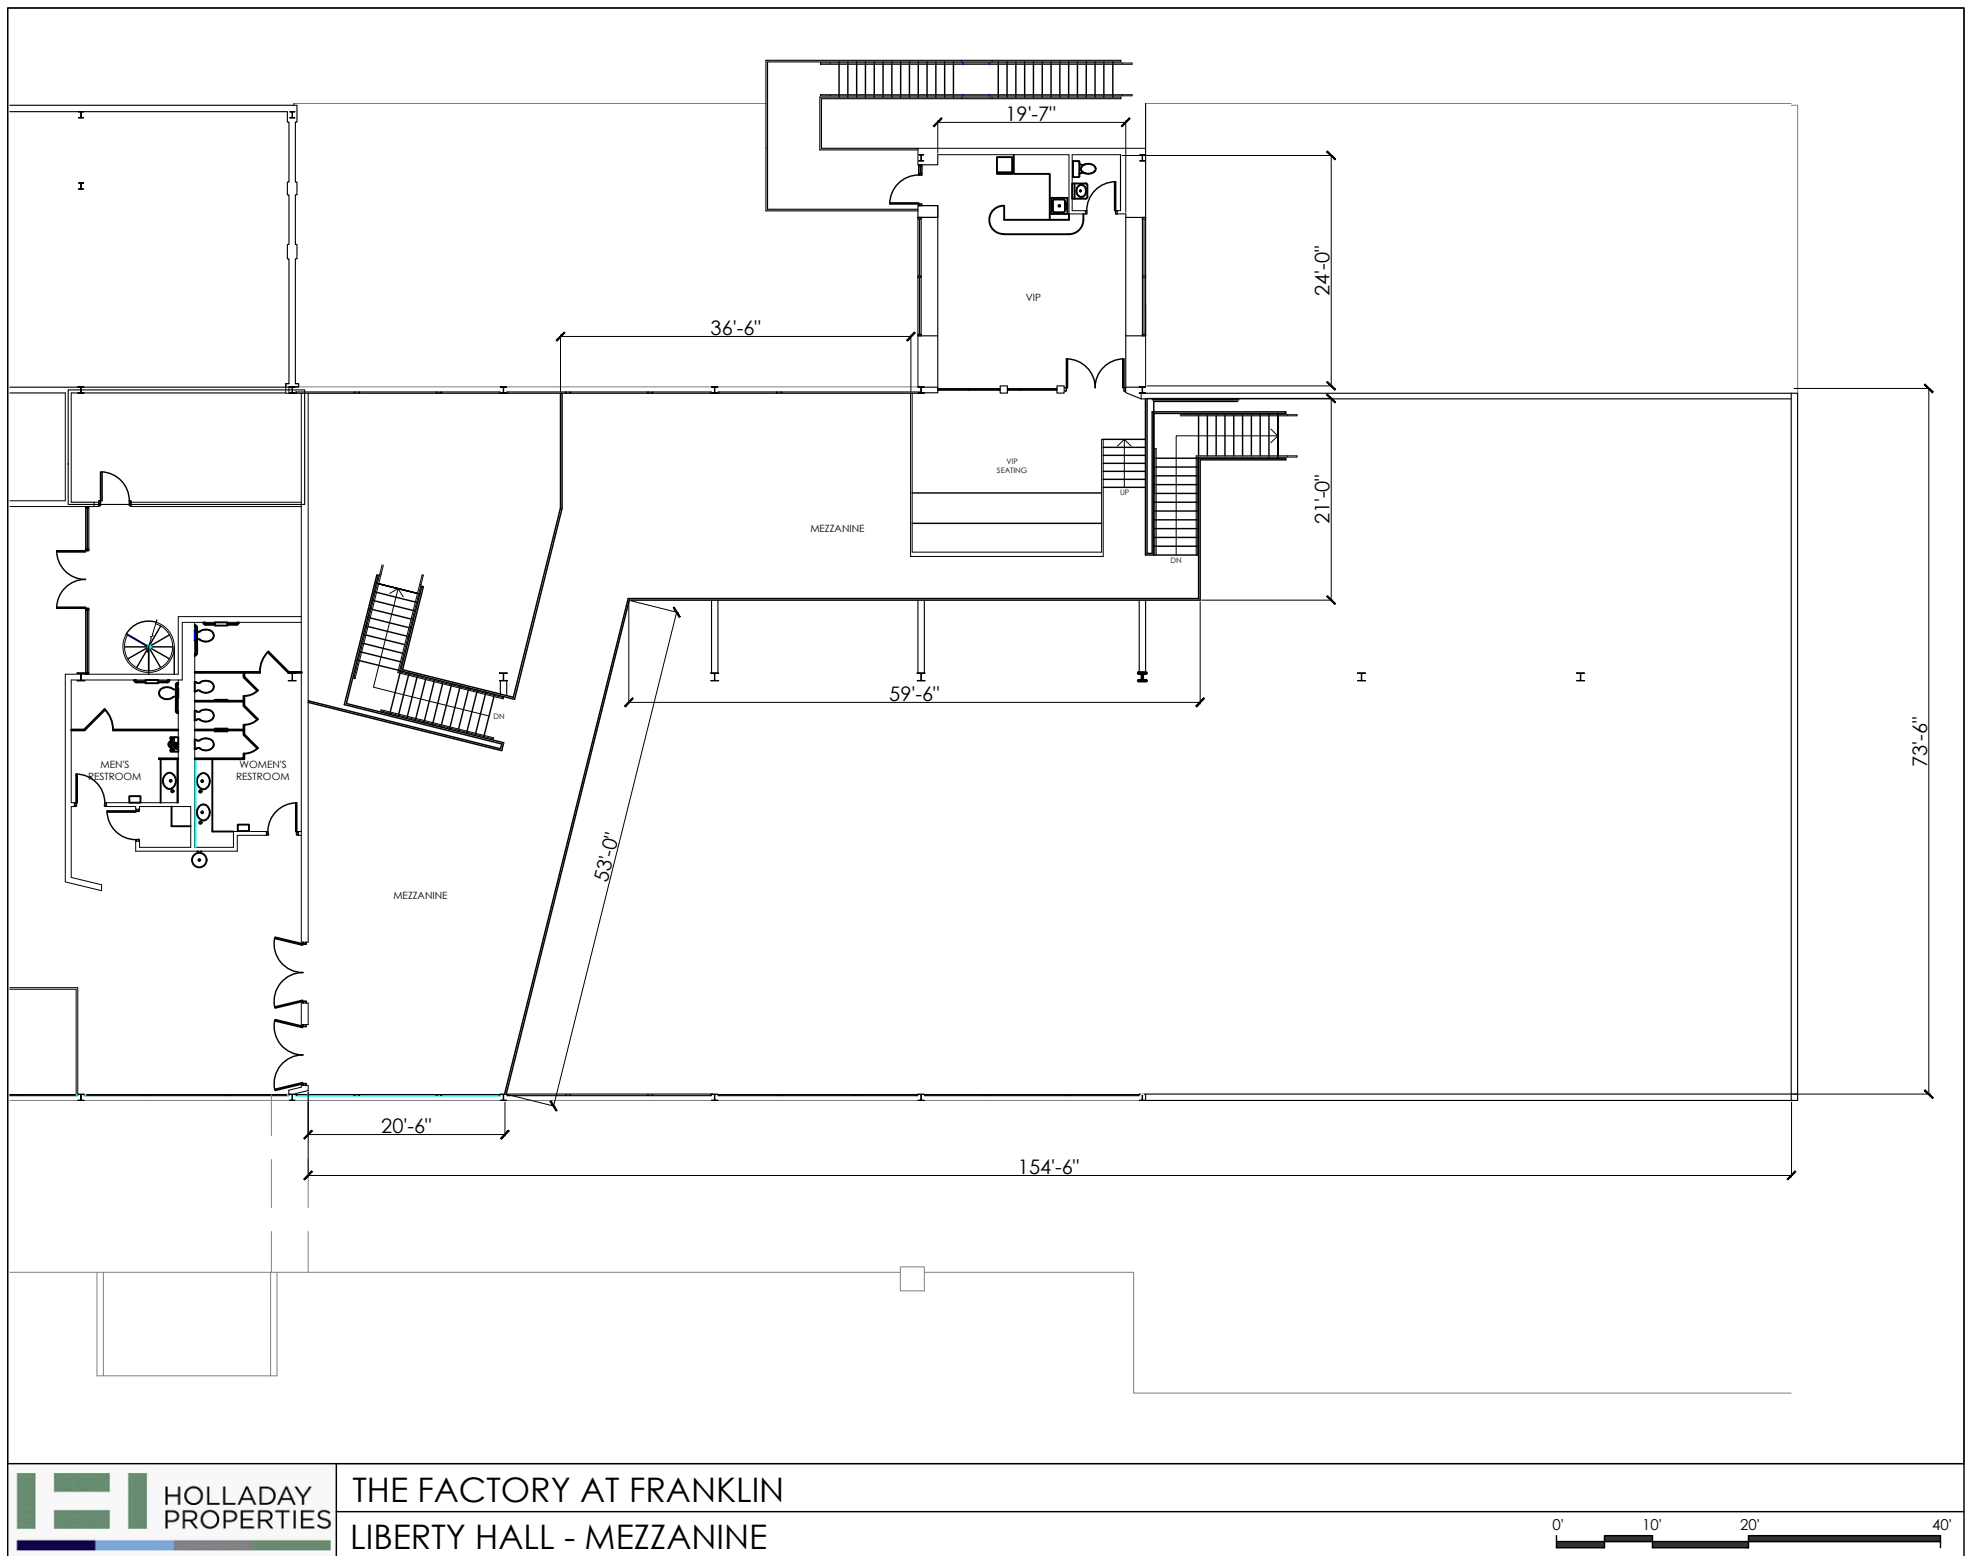 19'-7"
24'-0"
VIP
36'-6"
VIP
SEATING
UP
21'-0"
MEZZANINE
DN
59'-6"
DN
73'-6"
MEN'S
RESTROOM
WOMEN'S
RESTROOM
53'-0"
MEZZANINE
20'-6"
154'-6"
HOLLADAY
PROPERTIES
THE FACTORY AT FRANKLIN
LIBERTY HALL - MEZZANINE
0' 10' 20' 40'